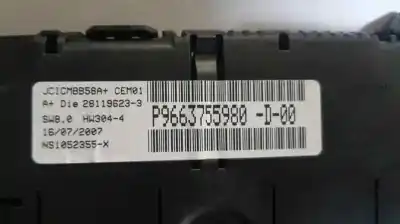 JCICMBB58A+ CEM01
A+ Die 28119623-3
SW8.0 HW304-4
16/07/2007
NS1052355-X
P9663755980 -D-00